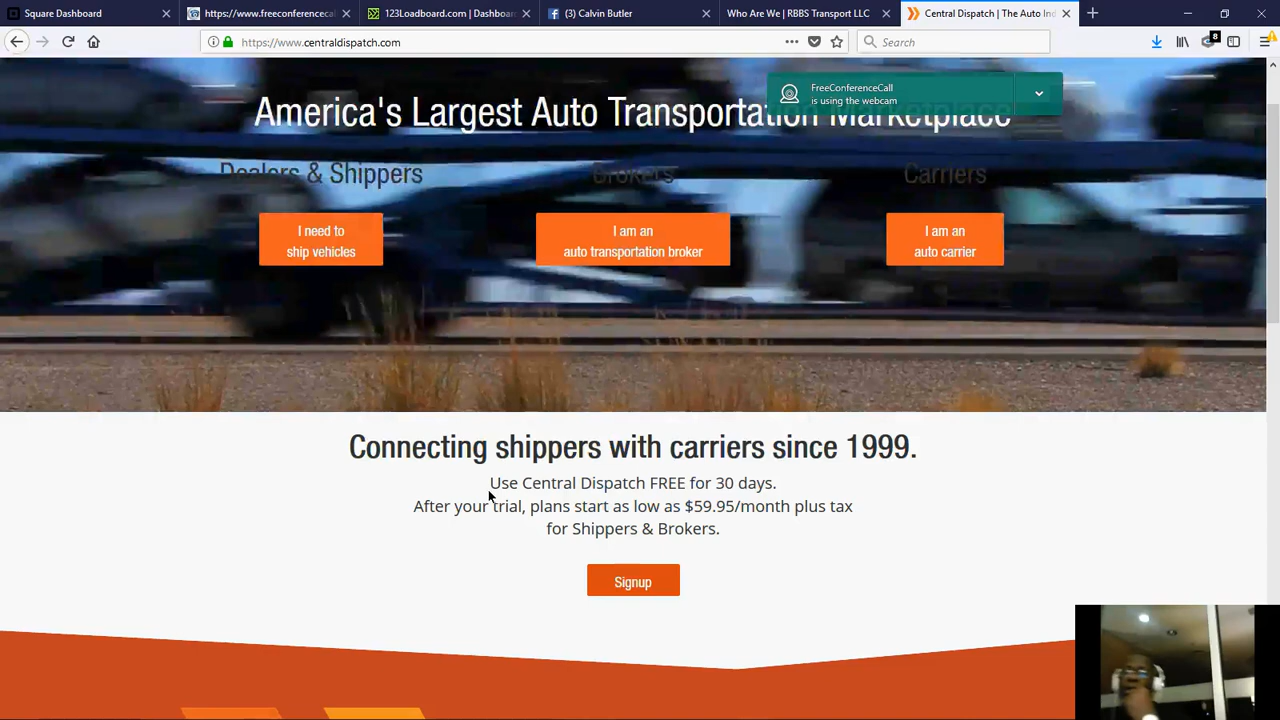 Square Dashboard
https://www.freeconferencecal
123Loadboard.com | Dashboar
(3) Calvin Butler
Who Are We | RBBS Transport LLC
Central Dispatch | The Auto Ind
https://www.centraldispatch.com
Search
8
FreeConferenceCall
is using the webcam
America's Largest Auto Transportation Marketplace
Dealers & Shippers
Brokers
Carriers
I need to
ship vehicles
I am an
auto transportation broker
I am an
auto carrier
Connecting shippers with carriers since 1999.
Use Central Dispatch FREE for 30 days.
After your trial, plans start as low as $59.95/month plus tax
for Shippers & Brokers.
Signup